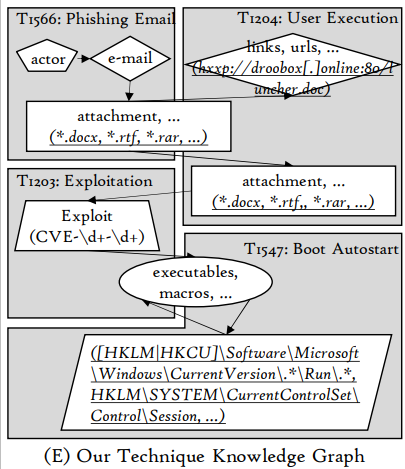 T1566: Phishing Email
actor
e-mail
attachment, ...
(*.docx, *.rtf, *.rar, ...)
T1204: User Execution
links, urls, ...
(hxxp://droobox[.]online:80/l
uncher.doc)
attachment, ...
(*.docx, *.rtf,, *.rar, ...)
T1203: Exploitation
Exploit
(CVE-\d+-\d+)
T1547: Boot Autostart
executables,
macros, ...
([HKLM|HKCU]\Software\Microsoft
\Windows\CurrentVersion\.*\Run\.*,
HKLM\SYSTEM\CurrentControlSet\
Control\Session, ...)
(E) Our Technique Knowledge Graph